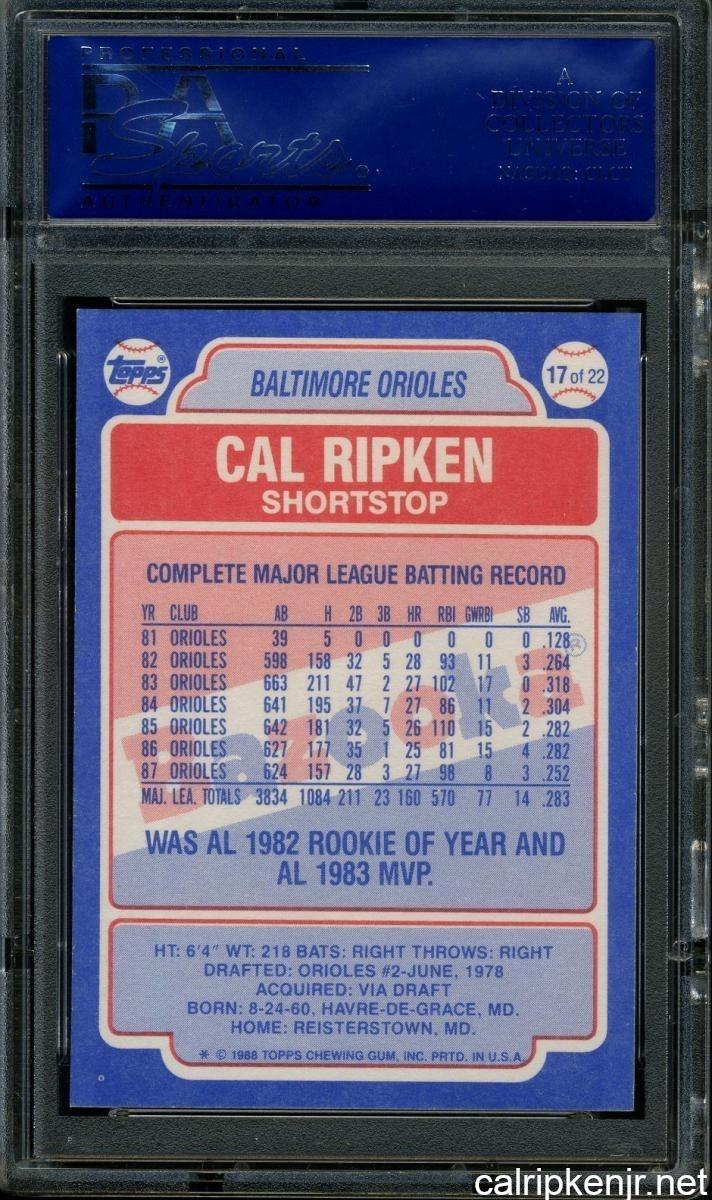 PROFESSIONAL
PSA
Sports
AUTHENTICATOR
A
DIVISION OF
COLLECTORS
UNIVERSE
NASDAQ: CLCT
topps®
BALTIMORE ORIOLES
17 of 22
CAL RIPKEN
SHORTSTOP
COMPLETE MAJOR LEAGUE BATTING RECORD
YR CLUB AB H 2B 3B HR RBI GWRBI SB AVG.
81 ORIOLES 39 5 0 0 0 0 0 0 .128
82 ORIOLES 598 158 32 5 28 93 11 3 .264
83 ORIOLES 663 211 47 2 27 102 17 0 .318
84 ORIOLES 641 195 37 7 27 86 11 2 .304
85 ORIOLES 642 181 32 5 26 110 15 2 .282
86 ORIOLES 627 177 35 1 25 81 15 4 .282
87 ORIOLES 624 157 28 3 27 98 8 3 .252
MAJ. LEA. TOTALS 3834 1084 211 23 160 570 77 14 .283
Bazooka®
WAS AL 1982 ROOKIE OF YEAR AND
AL 1983 MVP.
HT: 6'4" WT: 218 BATS: RIGHT THROWS: RIGHT
DRAFTED: ORIOLES #2-JUNE, 1978
ACQUIRED: VIA DRAFT
BORN: 8-24-60, HAVRE-DE-GRACE, MD.
HOME: REISTERSTOWN, MD.
* © 1988 TOPPS CHEWING GUM, INC. PRTD. IN U.S.A.
calripkenjr.net